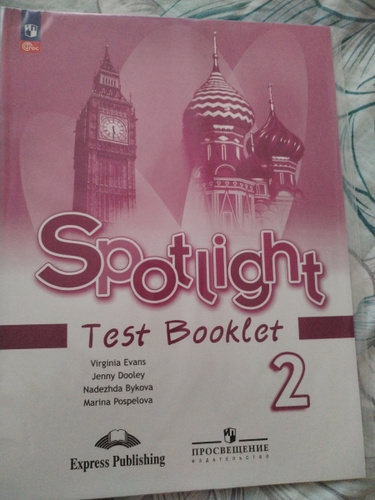 Spotlight
Test Booklet
2
Virginia Evans
Jenny Dooley
Nadezhda Bykova
Marina Pospelova
Express Publishing
ПРОСВЕЩЕНИЕ
ИЗДАТЕЛЬСТВО